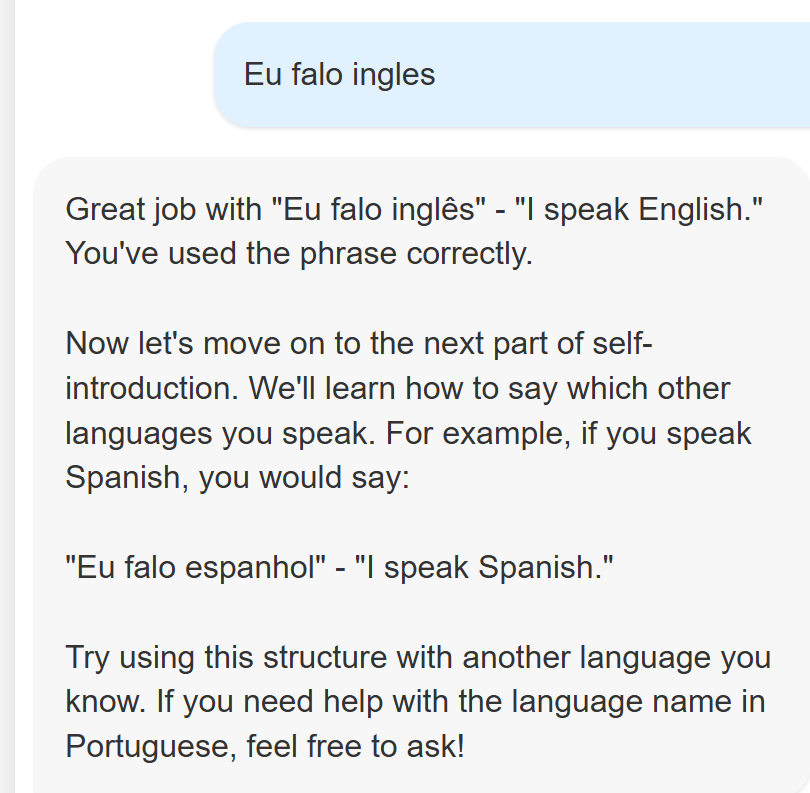 Eu falo ingles
Great job with "Eu falo inglês" - "I speak English."
You've used the phrase correctly.
Now let's move on to the next part of self-
introduction. We'll learn how to say which other
languages you speak. For example, if you speak
Spanish, you would say:
"Eu falo espanhol" - "I speak Spanish."
Try using this structure with another language you
know. If you need help with the language name in
Portuguese, feel free to ask!